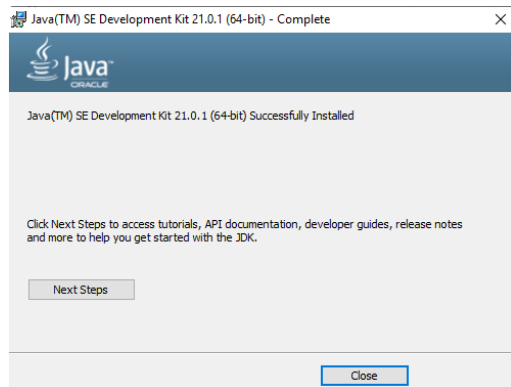 Java(TM) SE Development Kit 21.0.1 (64-bit) - Complete
Java™
ORACLE
Java(TM) SE Development Kit 21.0.1 (64-bit) Successfully Installed
Click Next Steps to access tutorials, API documentation, developer guides, release notes
and more to help you get started with the JDK.
Next Steps
Close